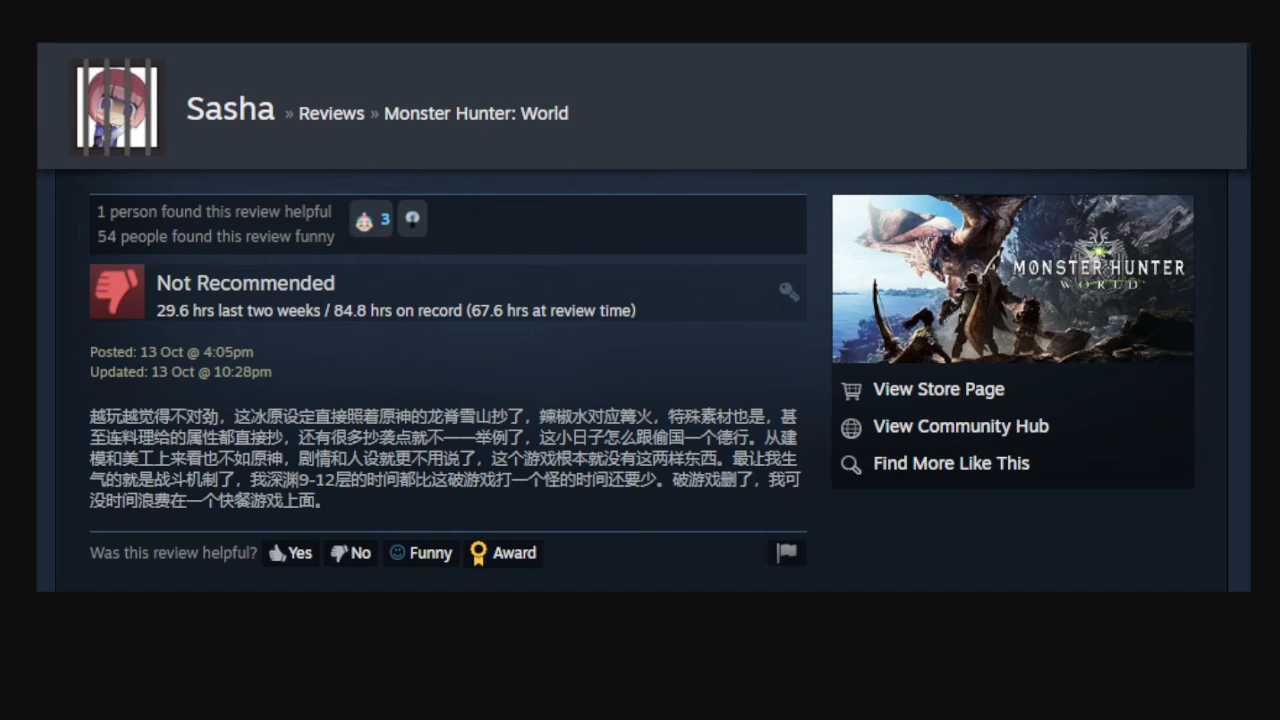 Sasha » Reviews » Monster Hunter: World
1 person found this review helpful
3
54 people found this review funny
Not Recommended
29.6 hrs last two weeks / 84.8 hrs on record (67.6 hrs at review time)
Posted: 13 Oct @ 4:05pm
Updated: 13 Oct @ 10:28pm
越玩越觉得不对劲，这冰原设定直接照着原神的龙脊雪山抄了，辣椒水对应篝火，特殊素材也是，甚
至连料理给的属性都直接抄，还有很多抄袭点就不一一举例了，这小日子怎么跟偷国一个德行。从建
模和美工上来看也不如原神，剧情和人设就更不用说了，这个游戏根本就没有这两样东西。最让我生
气的就是战斗机制了，我深渊9-12层的时间都比这破游戏打一个怪的时间还要少。破游戏删了，我可
没时间浪费在一个快餐游戏上面。
Was this review helpful? Yes No Funny Award
MONSTER HUNTER
WORLD
View Store Page
View Community Hub
Find More Like This